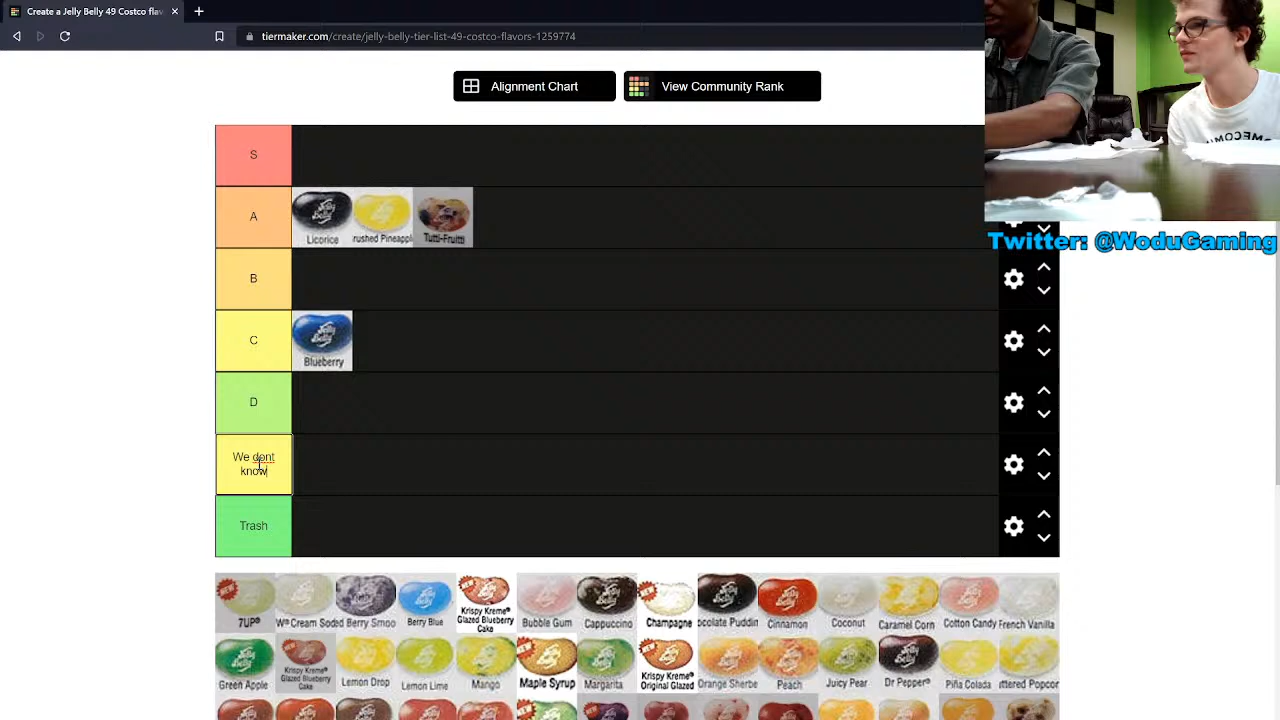 Create a Jelly Belly 49 Costco flav
tiermaker.com/create/jelly-belly-tier-list-49-costco-flavors-1259774
Alignment Chart
View Community Rank
S
A
Licorice
rushed Pineappl
Tutti-Fruitti
B
C
Blueberry
D
We dont
know
Trash
Twitter: @WoduGaming
7UP®
W® Cream Soda
ed Berry Smoo
Berry Blue
Krispy Kreme®
Glazed Blueberry
Cake
Bubble Gum
Cappuccino
Champagne
ocolate Puddin
Cinnamon
Coconut
Caramel Corn
Cotton Candy
French Vanilla
Green Apple
Krispy Kreme®
Glazed Blueberry
Cake
Lemon Drop
Lemon Lime
Mango
Maple Syrup
Margarita
Krispy Kreme®
Original Glazed
Orange Sherbe
Peach
Juicy Pear
Dr Pepper®
Piña Colada
ttered Popcor